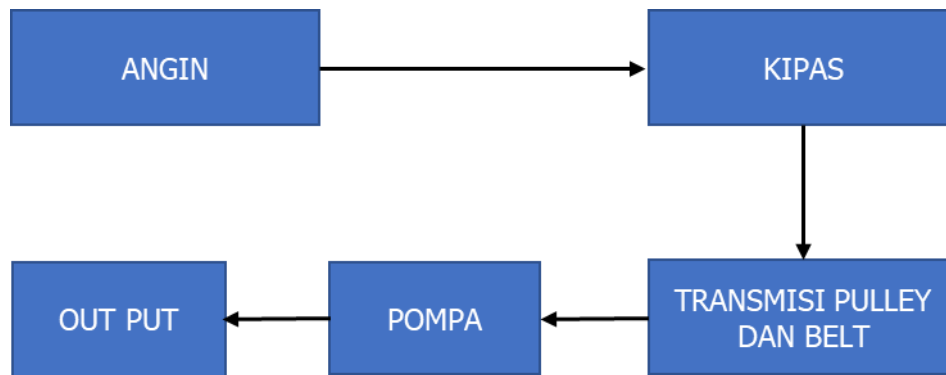 ANGIN
KIPAS
TRANSMISI PULLEY
DAN BELT
POMPA
OUT PUT